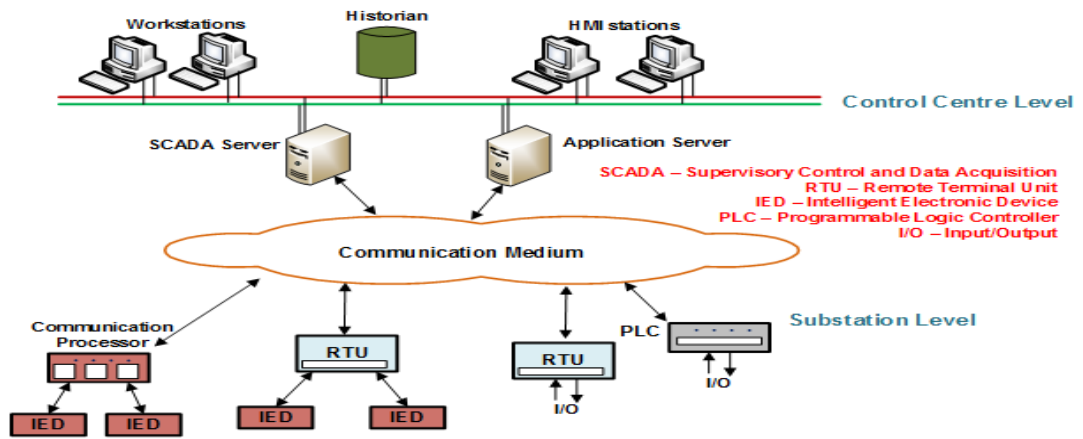 Historian
Workstations
HMI stations
Control Centre Level
SCADA Server
Application Server
SCADA – Supervisory Control and Data Acquisition
RTU – Remote Terminal Unit
IED – Intelligent Electronic Device
PLC – Programmable Logic Controller
I/O – Input/Output
Communication Medium
Communication
Processor
RTU
RTU
PLC
Substation Level
I/O
I/O
IED
IED
IED
IED